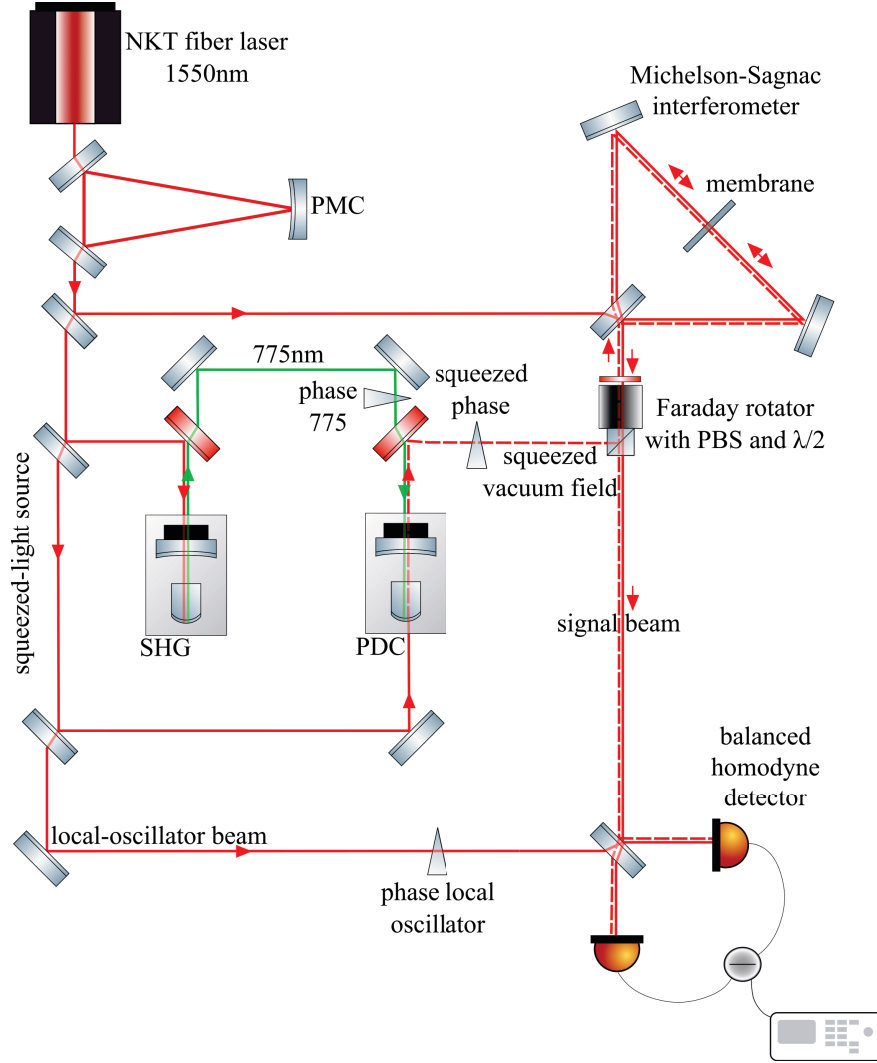 NKT fiber laser
1550nm
Michelson-Sagnac
interferometer
PMC
membrane
775nm
phase
775
squeezed
phase
Faraday rotator
with PBS and λ/2
squeezed
vacuum field
squeezed-light source
SHG
PDC
signal beam
balanced
homodyne
detector
local-oscillator beam
phase local
oscillator